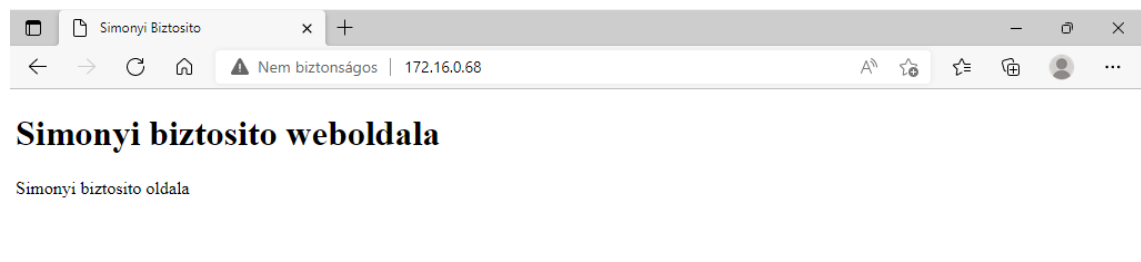 Simonyi Biztosito
Nem biztonságos | 172.16.0.68
Simonyi biztosito weboldala
Simonyi biztosito oldala